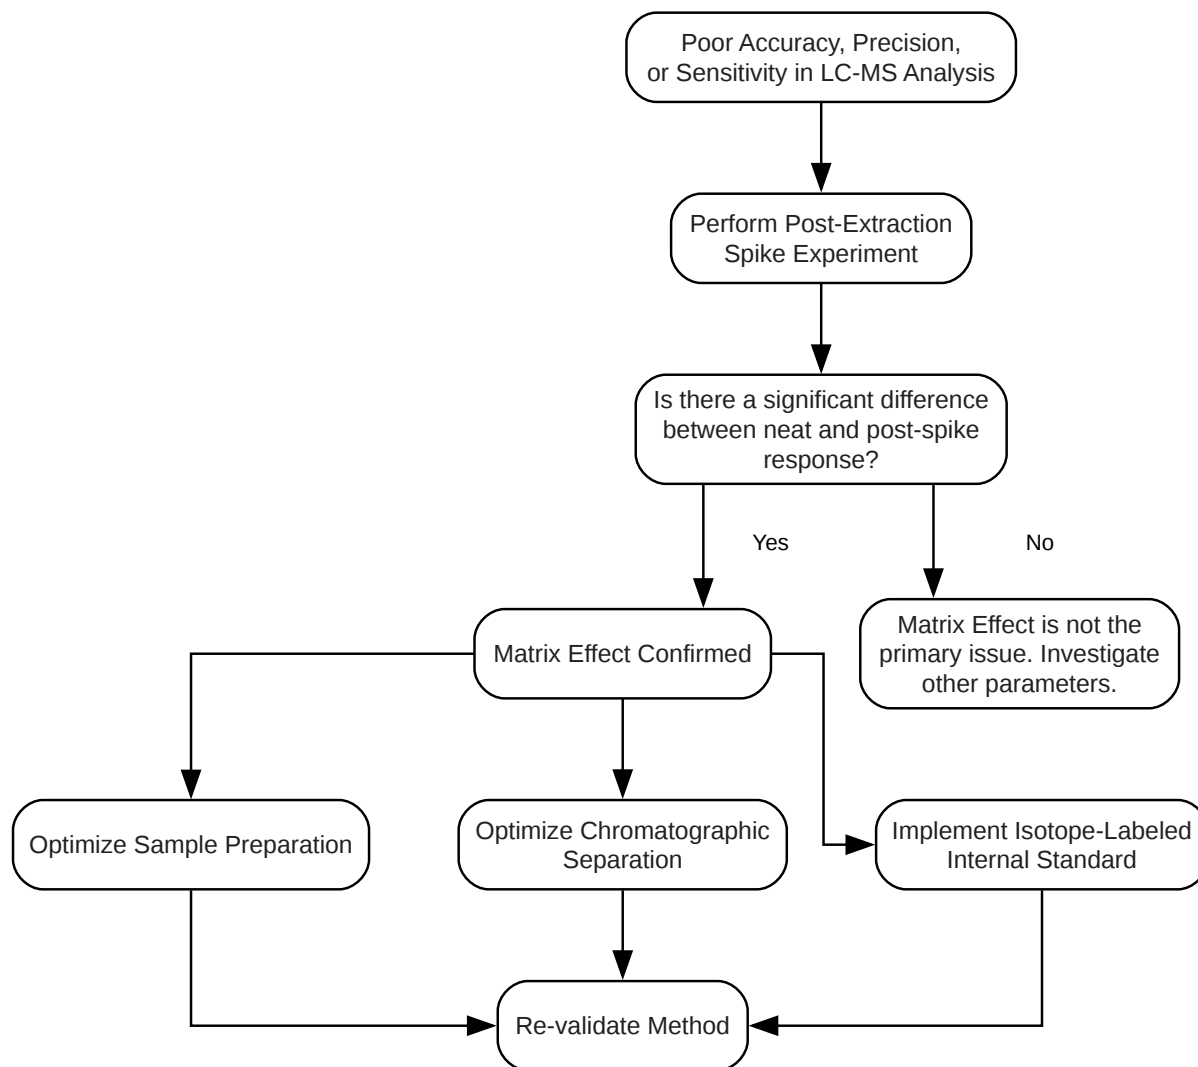 Poor Accuracy, Precision,
or Sensitivity in LC-MS Analysis
Perform Post-Extraction
Spike Experiment
Is there a significant difference
between neat and post-spike
response?
Yes
No
Matrix Effect Confirmed
Matrix Effect is not the
primary issue. Investigate
other parameters.
Optimize Sample Preparation
Optimize Chromatographic
Separation
Implement Isotope-Labeled
Internal Standard
Re-validate Method